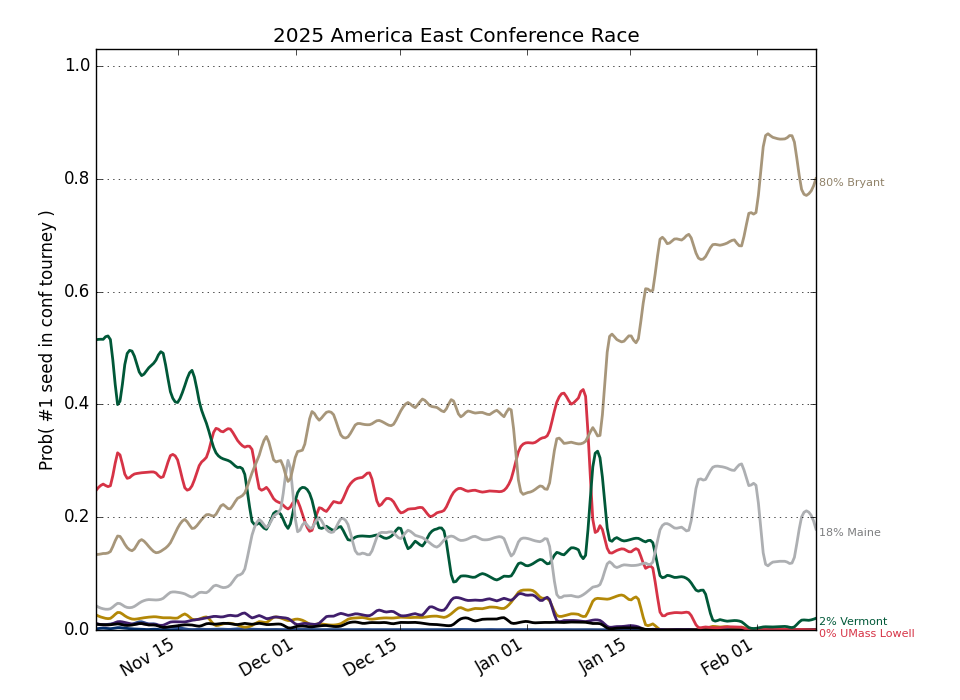 2025 America East Conference Race
Prob( #1 seed in conf tourney )
1.0
0.8
0.6
0.4
0.2
0.0
Nov 15
Dec 01
Dec 15
Jan 01
Jan 15
Feb 01
80% Bryant
18% Maine
2% Vermont
0% UMass Lowell